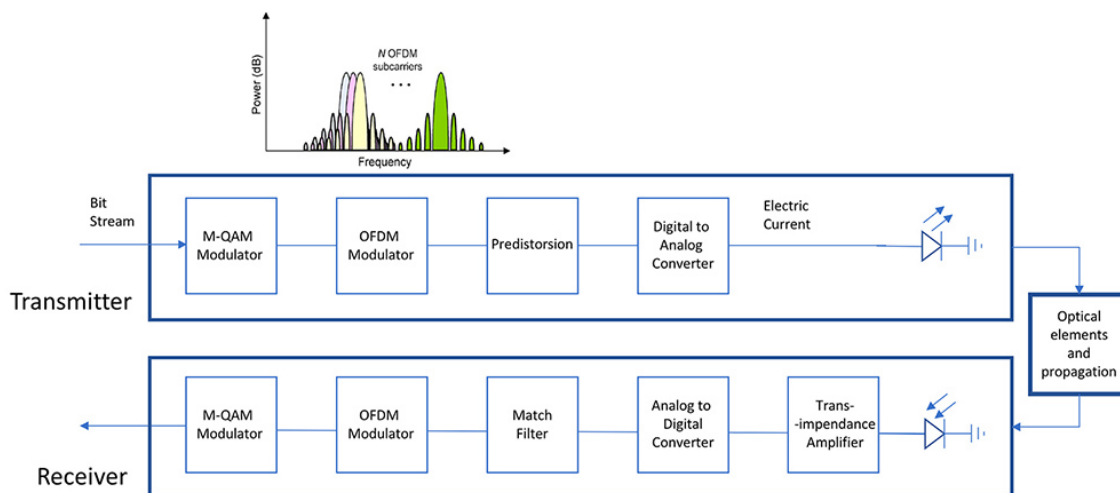 Power (dB)
N OFDM
subcarriers
• • •
Frequency
Bit
Stream
M-QAM
Modulator
OFDM
Modulator
Predistorsion
Digital to
Analog
Converter
Electric
Current
Transmitter
Optical
elements
and
propagation
M-QAM
Modulator
OFDM
Modulator
Match
Filter
Analog to
Digital
Converter
Trans-
-impendance
Amplifier
Receiver